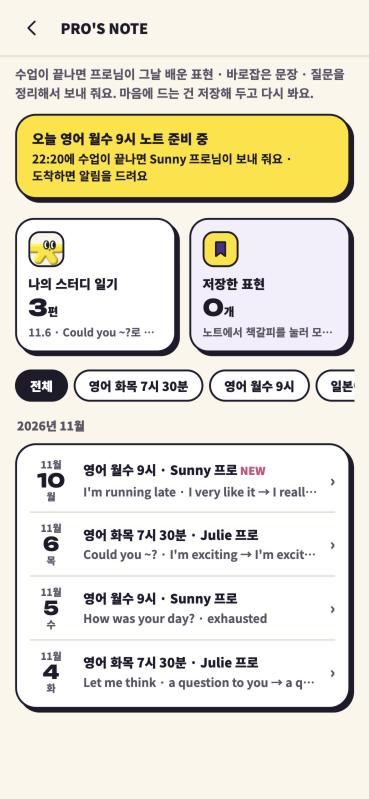 PRO'S NOTE
수업이 끝나면 프로님이 그날 배운 표현 · 바로잡은 문장 · 질문을
정리해서 보내 줘요. 마음에 드는 건 저장해 두고 다시 봐요.
오늘 영어 월수 9시 노트 준비 중
22:20에 수업이 끝나면 Sunny 프로님이 보내 줘요 ·
도착하면 알림을 드려요
나의 스터디 일기
3편
11.6 · Could you ~?로 ···
저장한 표현
0개
노트에서 책갈피를 눌러 모···
전체
영어 화목 7시 30분
영어 월수 9시
일본
2026년 11월
11월
10
월
영어 월수 9시 · Sunny 프로 NEW
I'm running late · I very like it → I reall···
›
11월
6
목
영어 화목 7시 30분 · Julie 프로
Could you ~? · I'm exciting → I'm excit···
›
11월
5
수
영어 월수 9시 · Sunny 프로
How was your day? · exhausted
›
11월
4
화
영어 화목 7시 30분 · Julie 프로
Let me think · a question to you → a q···
›